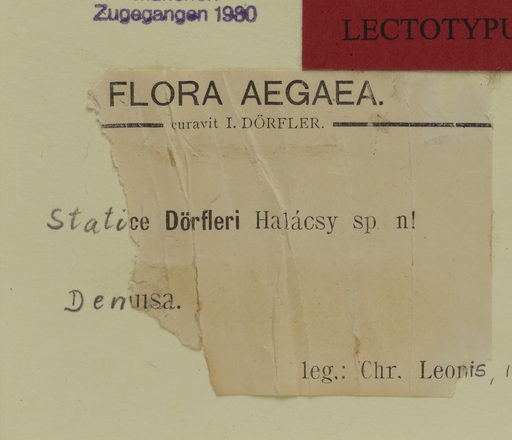 Zugegangen 1980
LECTOTYPU
FLORA AEGAEA.
curavit I. DÖRFLER.
Statice Dörfleri Halácsy sp. n!
Denusa.
leg.: Chr. Leonis,